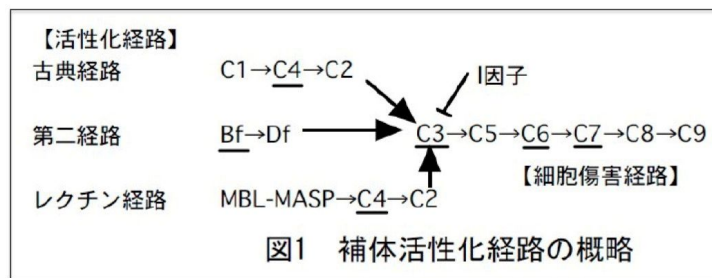 【活性化経路】
古典経路 C1→C4→C2
I因子
第二経路 Bf→Df C3→C5→C6→C7→C8→C9
【細胞傷害経路】
レクチン経路 MBL-MASP→C4→C2
図1 補体活性化経路の概略